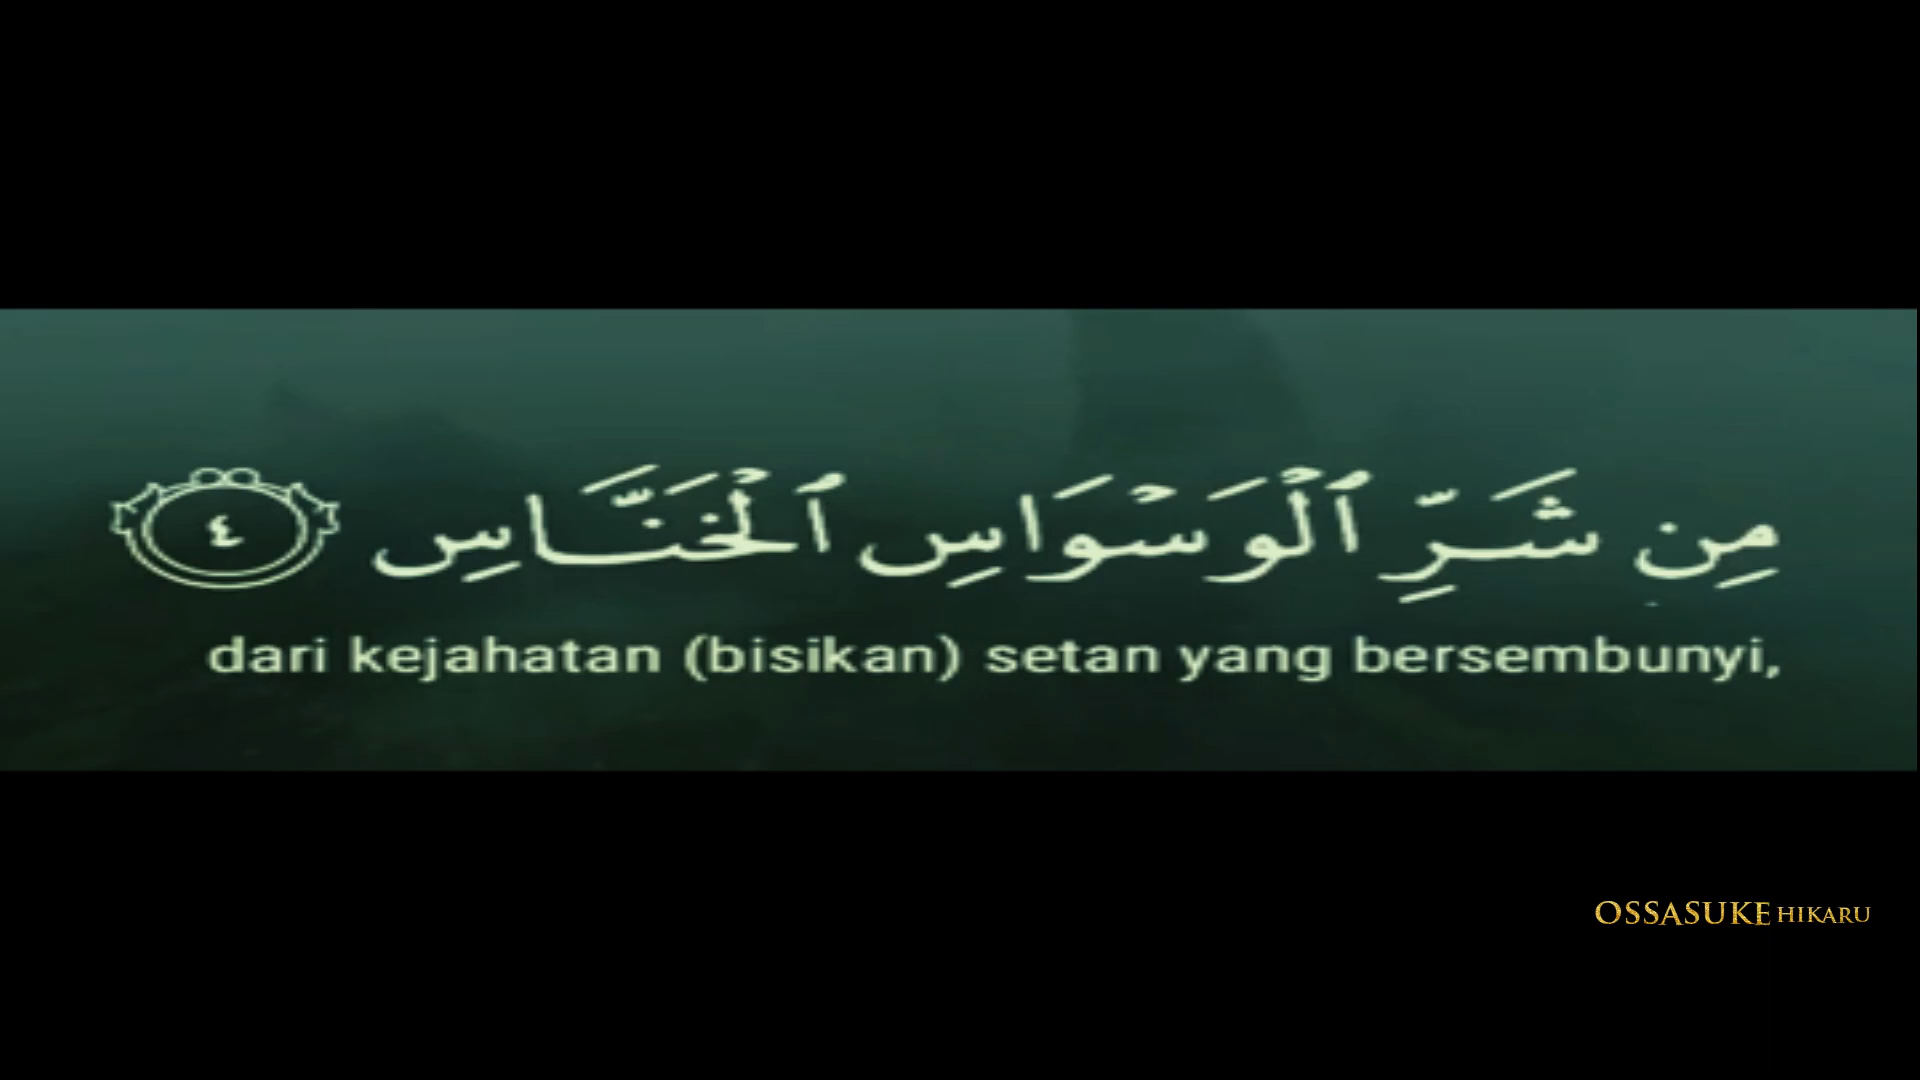 مِن شَرِّ ٱلْوَسْوَاسِ ٱلْخَنَّاسِ ٤
dari kejahatan (bisikan) setan yang bersembunyi,
OSSASUKE HIKARU